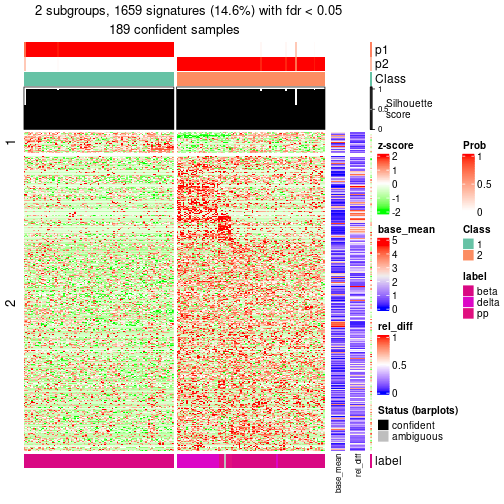 2 subgroups, 1659 signatures (14.6%) with fdr < 0.05
189 confident samples
p1
p2
Class
1
0.5
0
Silhouette
score
1
2
z-score
2
1
0
-1
-2
Prob
1
0.5
0
base_mean
5
4
3
2
1
0
Class
1
2
label
beta
delta
pp
rel_diff
1
0.5
0
Status (barplots)
confident
ambiguous
label
base_mean
rel_diff